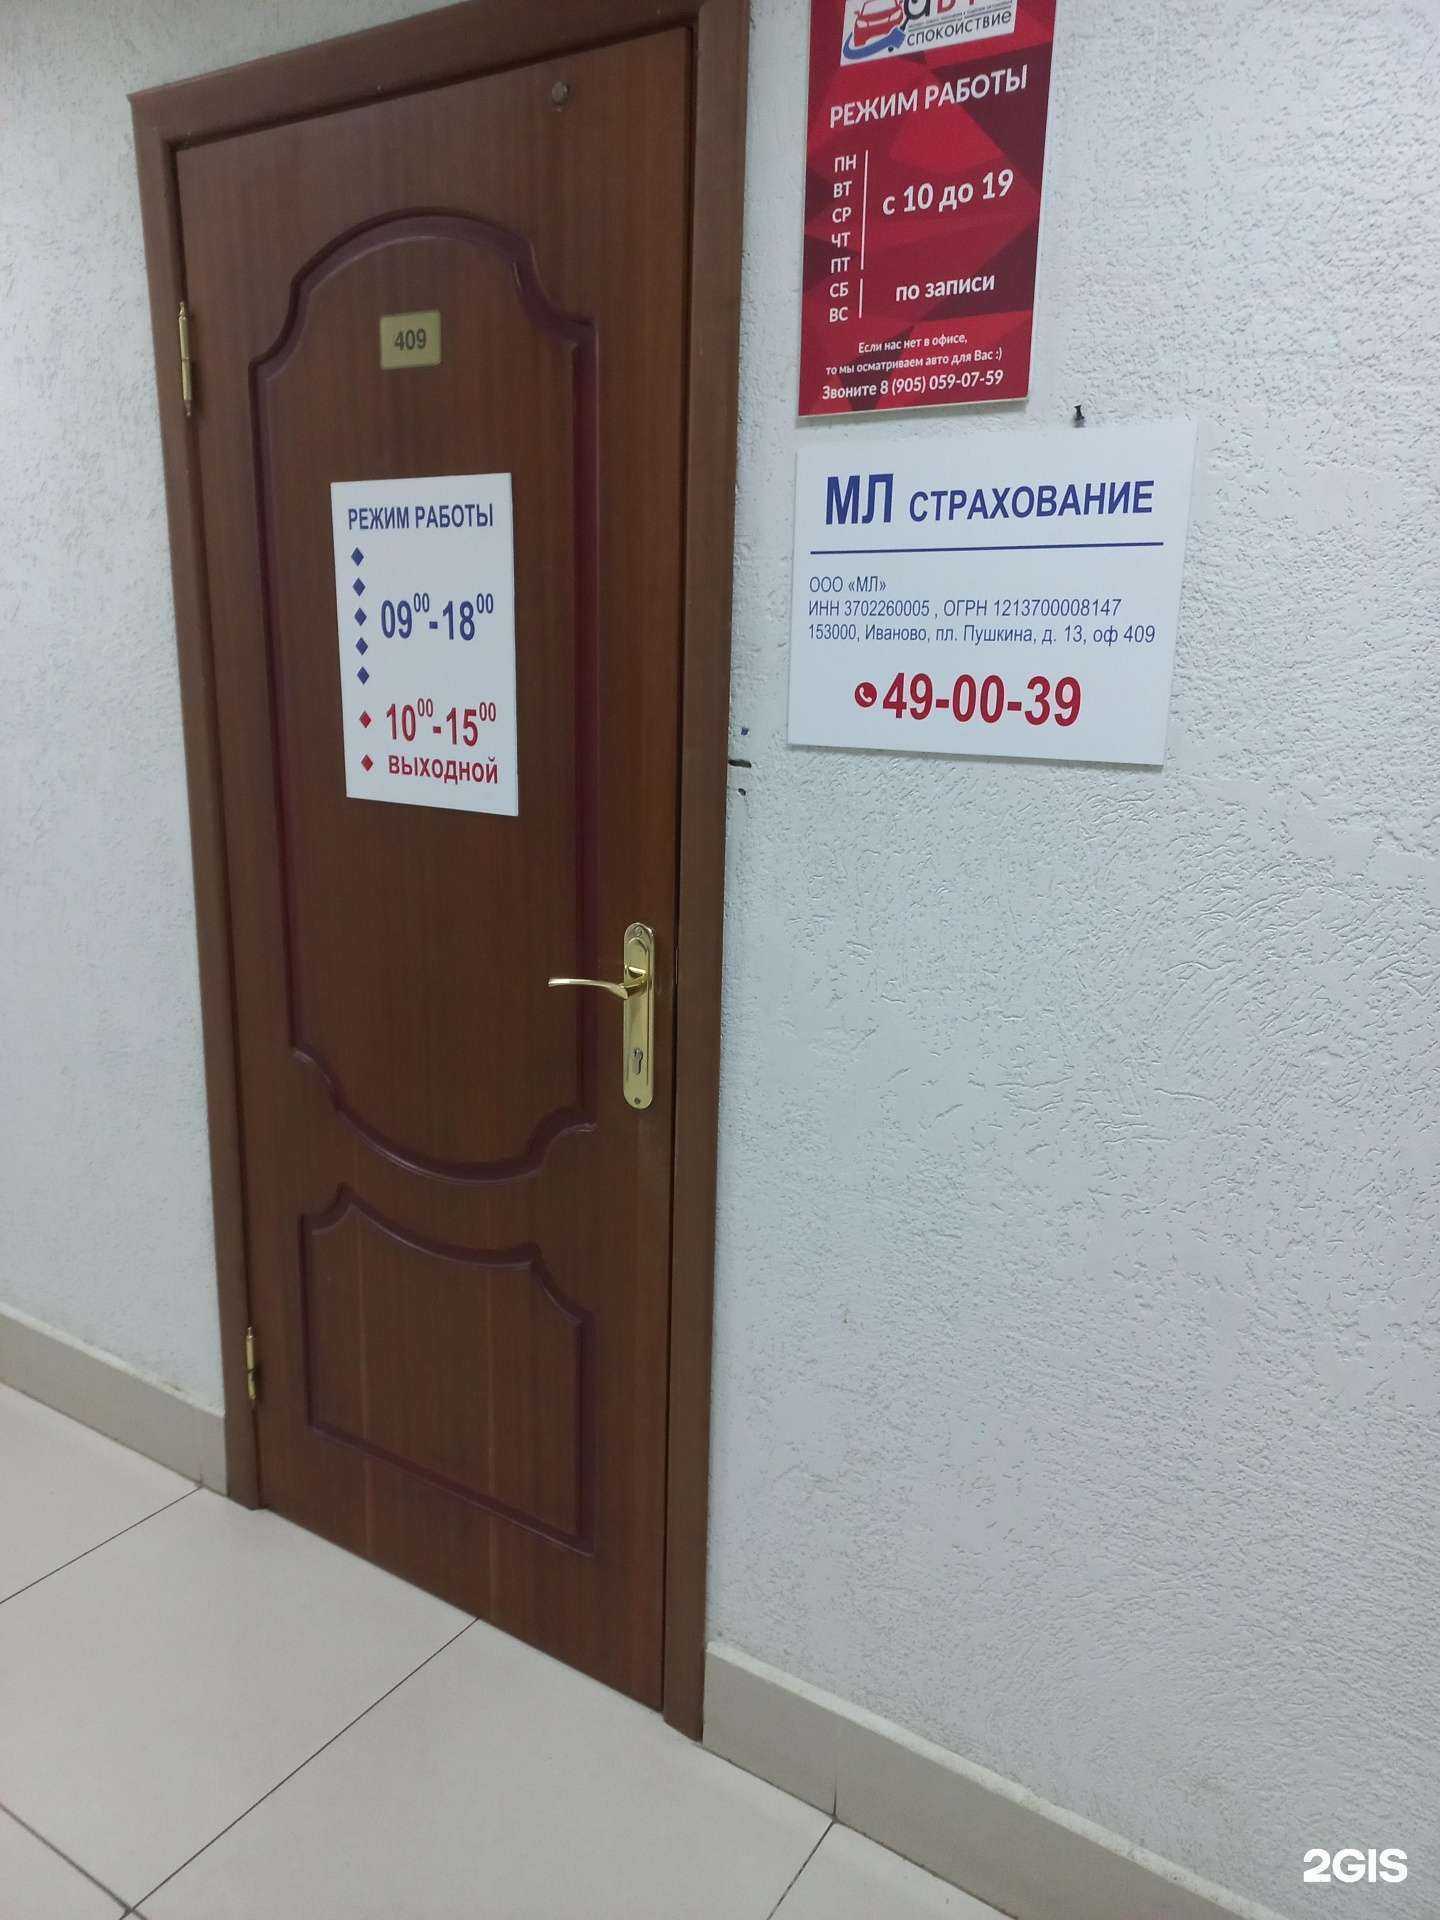 СПОКОЙСТВИЕ
РЕЖИМ РАБОТЫ
ПН
ВТ
СР
ЧТ
ПТ
с 10 до 19
СБ
ВС
по записи
Если нас нет в офисе,
то мы осматриваем авто для Вас :)
Звоните 8 (905) 059-07-59
409
РЕЖИМ РАБОТЫ
09⁰⁰-18⁰⁰
10⁰⁰-15⁰⁰
ВЫХОДНОЙ
МЛ СТРАХОВАНИЕ
ООО «МЛ»
ИНН 3702260005 , ОГРН 1213700008147
153000, Иваново, пл. Пушкина, д. 13, оф 409
49-00-39
2GIS